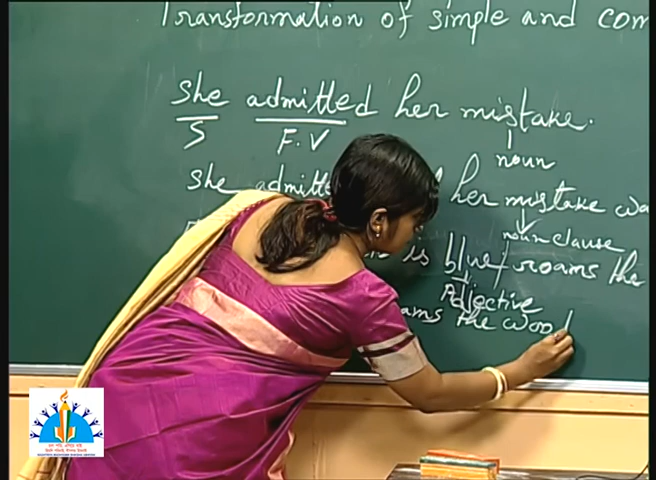 Transformation of simple and com
she admitted her mistake.
S F.V noun
she admitt her mistake wa
noun clause
is blue roams the
Adjective
ams the wood